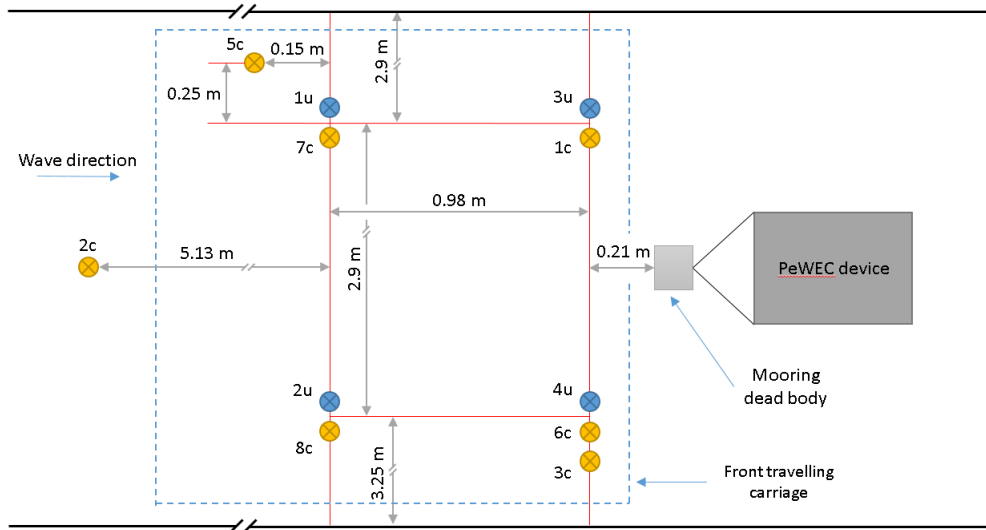 5c
0.15 m
2.9 m
0.25 m
1u
3u
7c
1c
Wave direction
0.98 m
2c
5.13 m
2.9 m
0.21 m
PeWEC device
2u
4u
Mooring
dead body
8c
6c
3c
3.25 m
Front travelling
carriage